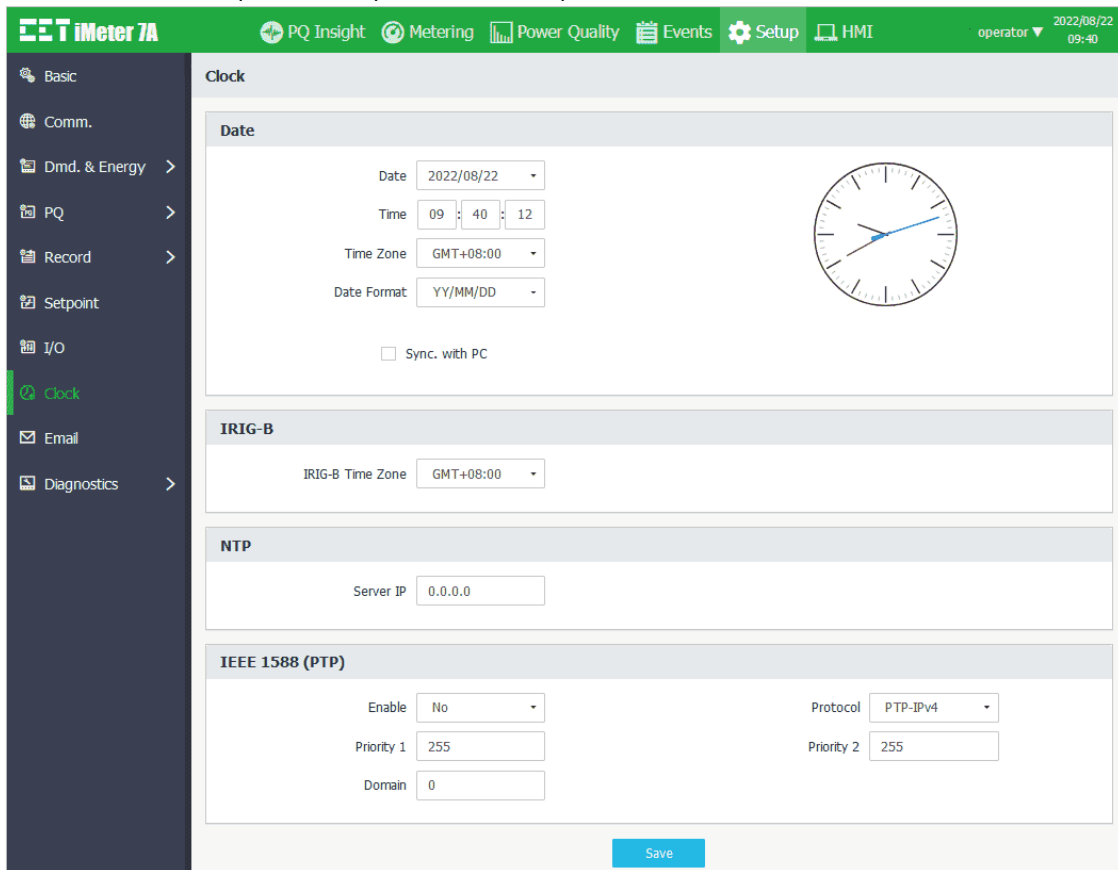 CET iMeter 7A
PQ Insight Metering Power Quality Events Setup HMI operator ▼ 2022/08/22
09:40
Basic
Comm.
Dmd. & Energy >
PQ >
Record >
Setpoint
I/O
Clock
Email
Diagnostics >
Clock
Date
Date 2022/08/22
Time 09 : 40 : 12
Time Zone GMT+08:00
Date Format YY/MM/DD
Sync. with PC
IRIG-B
IRIG-B Time Zone GMT+08:00
NTP
Server IP 0.0.0.0
IEEE 1588 (PTP)
Enable No Protocol PTP-IPv4
Priority 1 255 Priority 2 255
Domain 0
Save